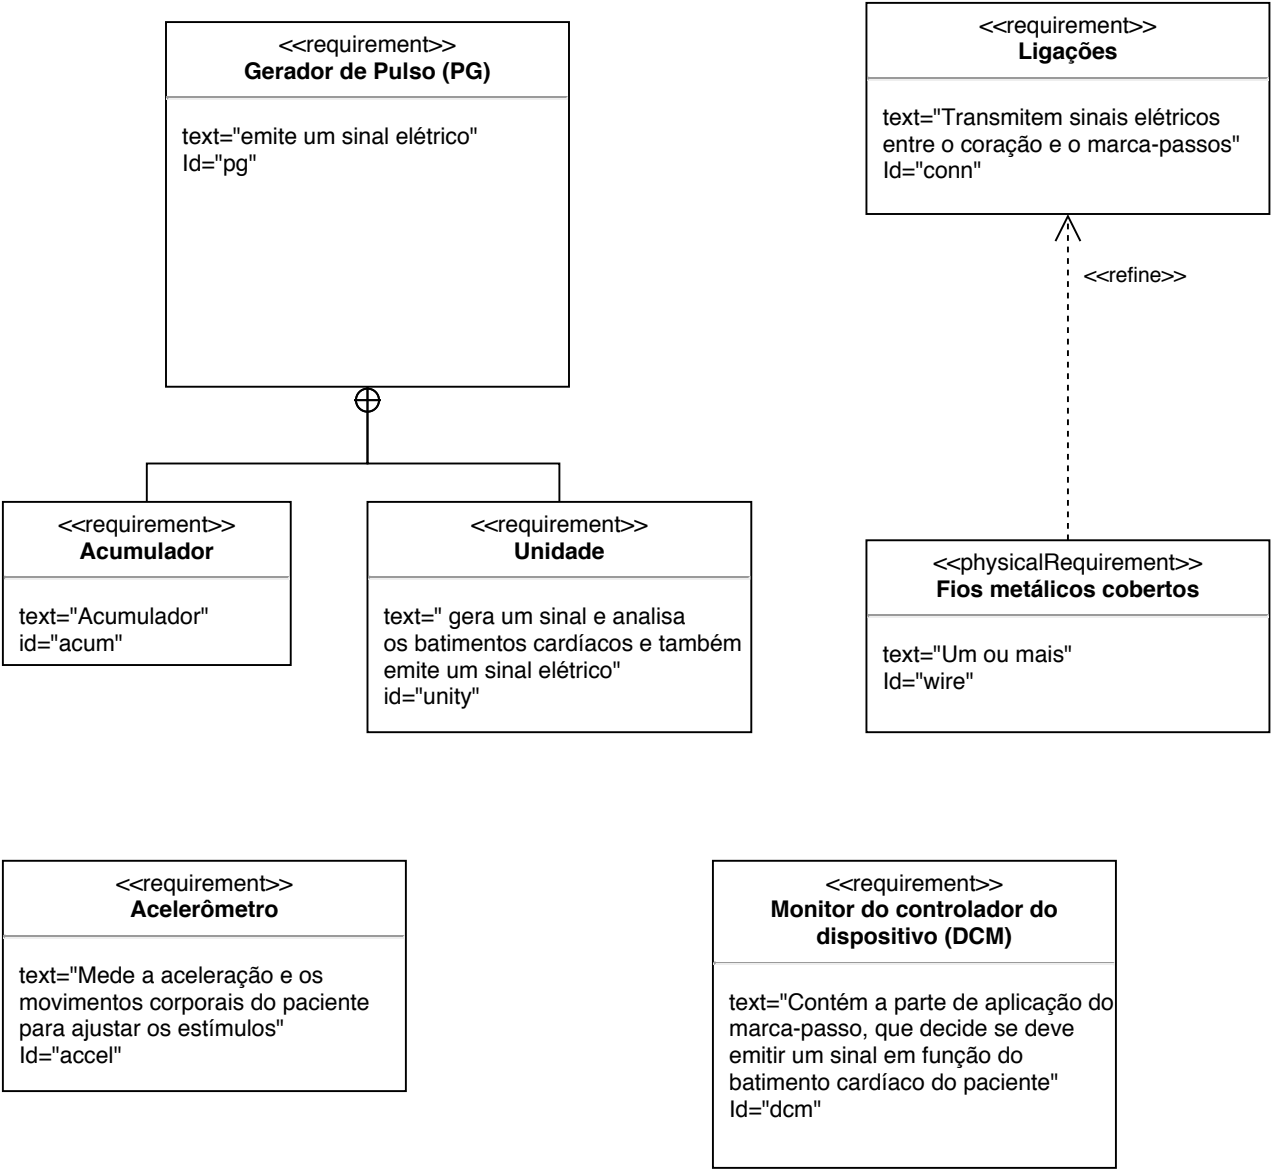 <<requirement>>
Gerador de Pulso (PG)
text="emite um sinal elétrico"
Id="pg"
<<requirement>>
Ligações
text="Transmitem sinais elétricos
entre o coração e o marca-passos"
Id="conn"
<<refine>>
<<requirement>>
Acumulador
text="Acumulador"
id="acum"
<<requirement>>
Unidade
text=" gera um sinal e analisa
os batimentos cardíacos e também
emite um sinal elétrico"
id="unity"
<<physicalRequirement>>
Fios metálicos cobertos
text="Um ou mais"
Id="wire"
<<requirement>>
Acelerômetro
text="Mede a aceleração e os
movimentos corporais do paciente
para ajustar os estímulos"
Id="accel"
<<requirement>>
Monitor do controlador do
dispositivo (DCM)
text="Contém a parte de aplicação do
marca-passo, que decide se deve
emitir um sinal em função do
batimento cardíaco do paciente"
Id="dcm"